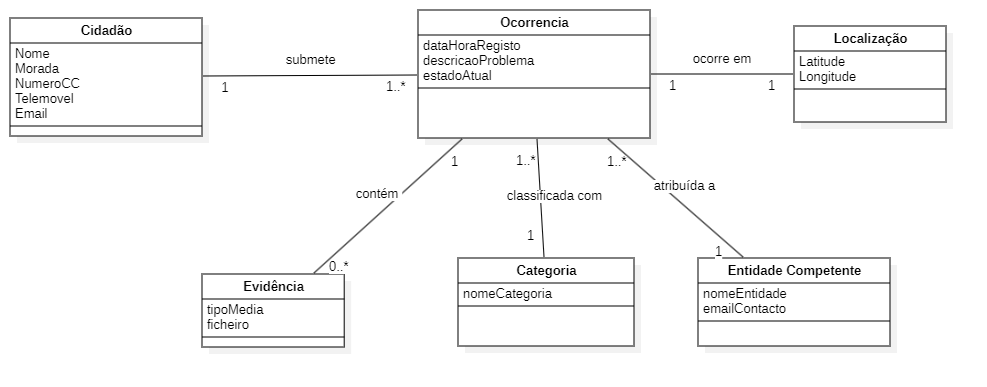 Cidadão
Nome
Morada
NumeroCC
Telemovel
Email
submete
1
1..*
Ocorrencia
dataHoraRegisto
descricaoProblema
estadoAtual
ocorre em
1
1
Localização
Latitude
Longitude
1
contém
0..*
1..*
classificada com
1
1..*
atribuída a
1
Evidência
tipoMedia
ficheiro
Categoria
nomeCategoria
Entidade Competente
nomeEntidade
emailContacto